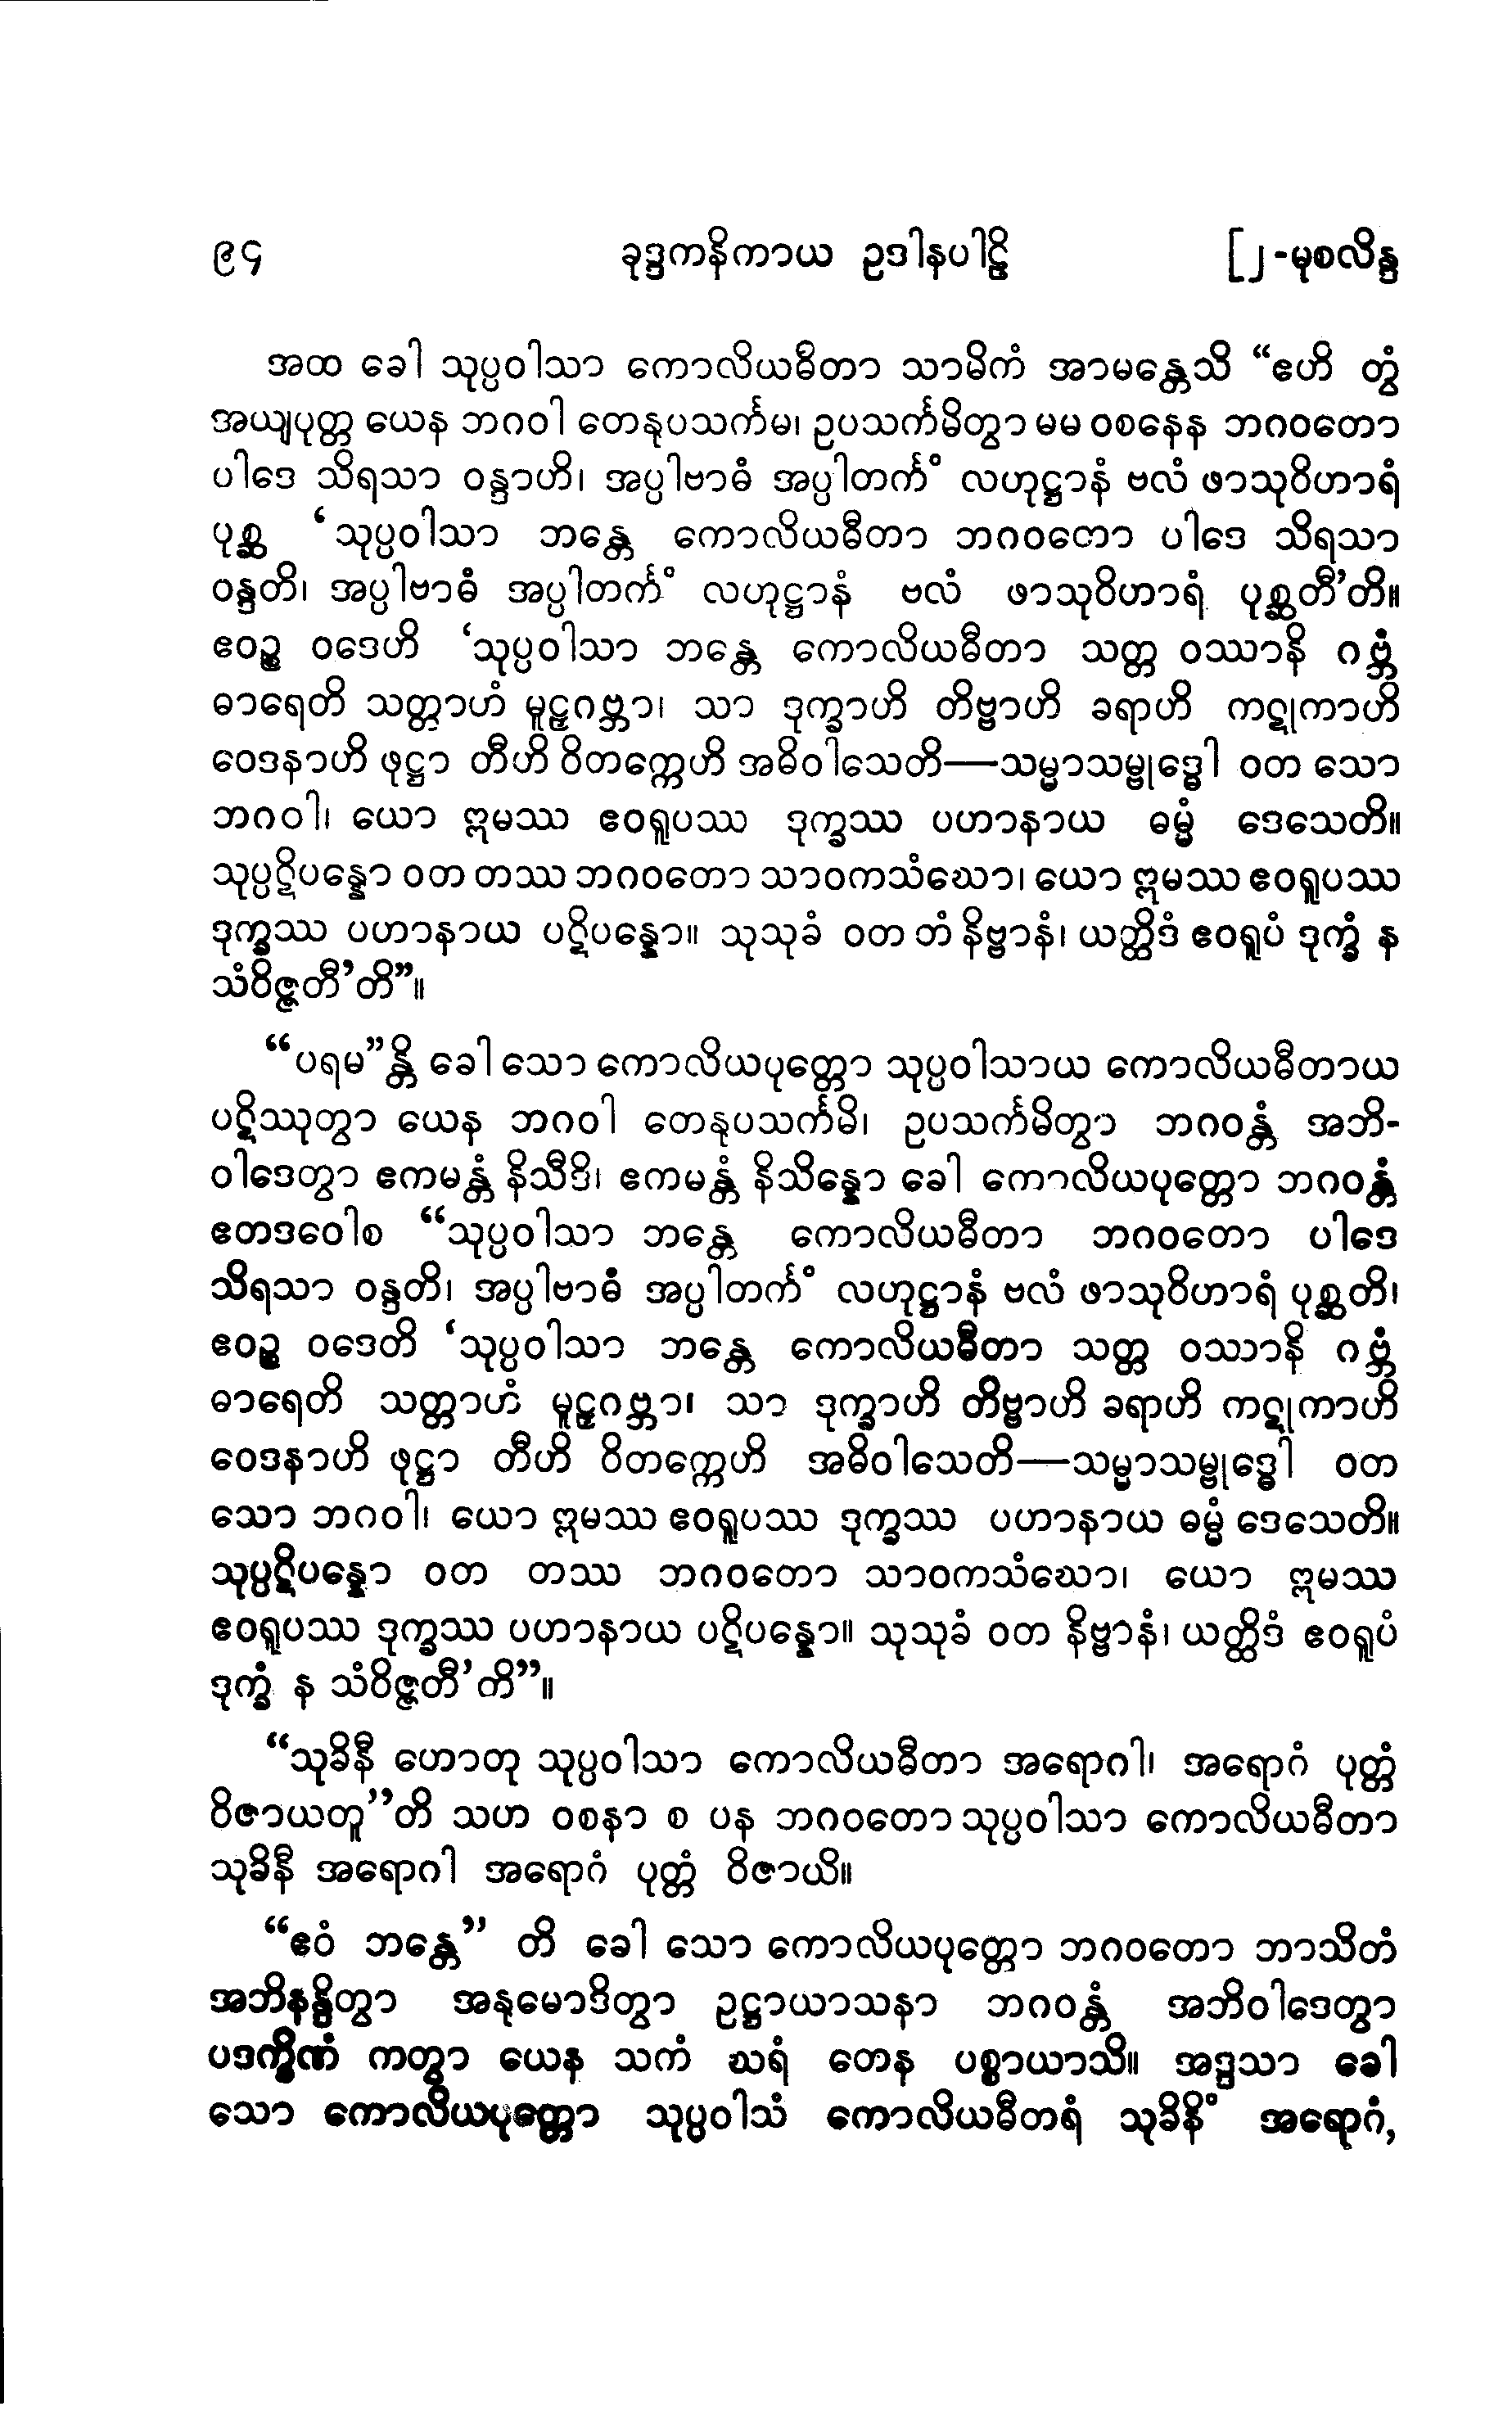 ၉၄ ခုဒ္ဒကနိကာယ ဥဒါနပါဠိ [၂-မုစလိန္ဒ
အထ ခေါ သုပ္ပဝါသာ ကောလိယဓီတာ သာမိကံ အာမန္တေသိ “ဧဟိ တွံ
အယျပုတ္တ ယေန ဘဂဝါ တေနုပသင်္ကမ၊ ဥပသင်္ကမိတွာ မမ ဝစနေန ဘဂဝတော
ပါဒေ သိရသာ ဝန္ဒာဟိ၊ အပ္ပါဗာဓံ အပ္ပါတင်္ကံ လဟုဋ္ဌာနံ ဗလံ ဖာသုဝိဟာရံ
ပုစ္ဆ ‘သုပ္ပဝါသာ ဘန္တေ ကောလိယဓီတာ ဘဂဝတော ပါဒေ သိရသာ
ဝန္ဒတိ၊ အပ္ပါဗာဓံ အပ္ပါတင်္ကံ လဟုဋ္ဌာနံ ဗလံ ဖာသုဝိဟာရံ ပုစ္ဆတီ’တိ။
ဧဝဉ္စ ဝဒေဟိ ‘သုပ္ပဝါသာ ဘန္တေ ကောလိယဓီတာ သတ္တ ဝဿာနိ ဂဗ္ဘံ
ဓာရေတိ သတ္တာဟံ မူဠှဂဗ္ဘာ၊ သာ ဒုက္ခာဟိ တိဗ္ဗာဟိ ခရာဟိ ကဋုကာဟိ
ဝေဒနာဟိ ဖုဋ္ဌာ တီဟိ ဝိတက္ကေဟိ အဓိဝါသေတိ—သမ္မာသမ္ဗုဒ္ဓေါ ဝတ သော
ဘဂဝါ၊ ယော ဣမဿ ဧဝရူပဿ ဒုက္ခဿ ပဟာနာယ ဓမ္မံ ဒေသေတိ။
သုပ္ပဋိပန္နော ဝတ တဿ ဘဂဝတော သာဝကသံဃော၊ ယော ဣမဿ ဧဝရူပဿ
ဒုက္ခဿ ပဟာနာယ ပဋိပန္နော။ သုသုခံ ဝတ တံ နိဗ္ဗာနံ၊ ယတ္ထိဒံ ဧဝရူပံ ဒုက္ခံ န
သံဝိဇ္ဇတီ’တိ”။
“ပရမ”န္တိ ခေါ သော ကောလိယပုတ္တော သုပ္ပဝါသာယ ကောလိယဓီတာယ
ပဋိဿုတွာ ယေန ဘဂဝါ တေနုပသင်္ကမိ၊ ဥပသင်္ကမိတွာ ဘဂဝန္တံ အဘိ-
ဝါဒေတွာ ဧကမန္တံ နိသီဒိ၊ ဧကမန္တံ နိသိန္နော ခေါ ကောလိယပုတ္တော ဘဂဝန္တံ
ဧတဒဝေါစ “သုပ္ပဝါသာ ဘန္တေ ကောလိယဓီတာ ဘဂဝတော ပါဒေ
သိရသာ ဝန္ဒတိ၊ အပ္ပါဗာဓံ အပ္ပါတင်္ကံ လဟုဋ္ဌာနံ ဗလံ ဖာသုဝိဟာရံ ပုစ္ဆတိ၊
ဧဝဉ္စ ဝဒေတိ ‘သုပ္ပဝါသာ ဘန္တေ ကောလိယဓီတာ သတ္တ ဝဿာနိ ဂဗ္ဘံ
ဓာရေတိ သတ္တာဟံ မူဠှဂဗ္ဘာ၊ သာ ဒုက္ခာဟိ တိဗ္ဗာဟိ ခရာဟိ ကဋုကာဟိ
ဝေဒနာဟိ ဖုဋ္ဌာ တီဟိ ဝိတက္ကေဟိ အဓိဝါသေတိ—သမ္မာသမ္ဗုဒ္ဓေါ ဝတ
သော ဘဂဝါ၊ ယော ဣမဿ ဧဝရူပဿ ဒုက္ခဿ ပဟာနာယ ဓမ္မံ ဒေသေတိ။
သုပ္ပဋိပန္နော ဝတ တဿ ဘဂဝတော သာဝကသံဃော၊ ယော ဣမဿ
ဧဝရူပဿ ဒုက္ခဿ ပဟာနာယ ပဋိပန္နော။ သုသုခံ ဝတ နိဗ္ဗာနံ၊ ယတ္ထိဒံ ဧဝရူပံ
ဒုက္ခံ န သံဝိဇ္ဇတီ’တိ”။
“သုခိနီ ဟောတု သုပ္ပဝါသာ ကောလိယဓီတာ အရောဂါ၊ အရောဂံ ပုတ္တံ
ဝိဇာယတူ”တိ သဟ ဝစနာ စ ပန ဘဂဝတော သုပ္ပဝါသာ ကောလိယဓီတာ
သုခိနီ အရောဂါ အရောဂံ ပုတ္တံ ဝိဇာယိ။
“ဧဝံ ဘန္တေ” တိ ခေါ သော ကောလိယပုတ္တော ဘဂဝတော ဘာသိတံ
အဘိနန္ဒိတွာ အနုမောဒိတွာ ဥဋ္ဌာယာသနာ ဘဂဝန္တံ အဘိဝါဒေတွာ
ပဒက္ခိဏံ ကတွာ ယေန သကံ ဃရံ တေန ပစ္စာယာသိ။ အဒ္ဒသာ ခေါ
သော ကောလိယပုတ္တော သုပ္ပဝါသံ ကောလိယဓီတရံ သုခိနိံ အရောဂံ,